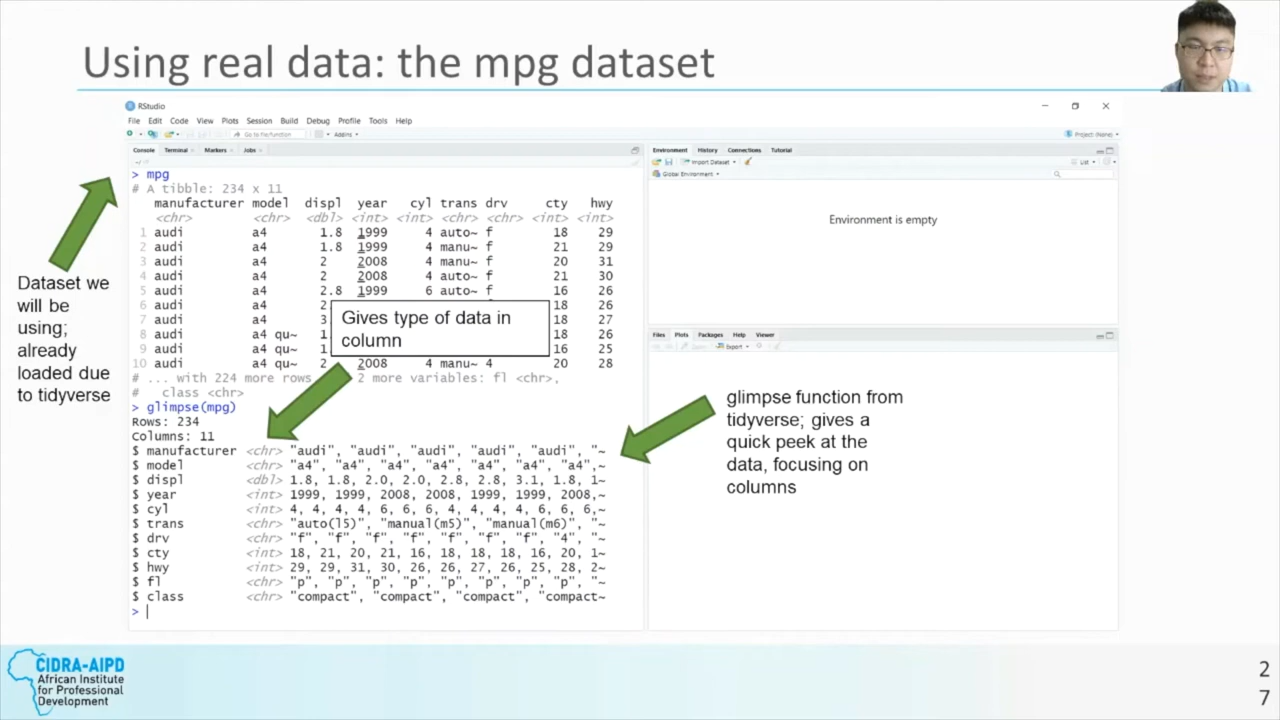 Using real data: the mpg dataset
RStudio
File Edit Code View Plots Session Build Debug Profile Tools Help
Go to file/function Addins
Project: (None)
Console Terminal Markers Jobs
~/
> mpg
# A tibble: 234 x 11
manufacturer model displ year cyl trans drv cty hwy
<chr> <chr> <dbl> <int> <int> <chr> <chr> <int> <int>
1 audi a4 1.8 1999 4 auto~ f 18 29
2 audi a4 1.8 1999 4 manu~ f 21 29
3 audi a4 2 2008 4 manu~ f 20 31
4 audi a4 2 2008 4 auto~ f 21 30
5 audi a4 2.8 1999 6 auto~ f 16 26
6 audi a4 2 18 26
7 audi a4 3 18 27
8 audi a4 qu~ 1 18 26
9 audi a4 qu~ 1 16 25
10 audi a4 qu~ 2 2008 4 manu~ 4 20 28
# ... with 224 more rows 2 more variables: fl <chr>,
# class <chr>
> glimpse(mpg)
Rows: 234
Columns: 11
$ manufacturer <chr> "audi", "audi", "audi", "audi", "audi", "~
$ model <chr> "a4", "a4", "a4", "a4", "a4", "a4", "a4",~
$ displ <dbl> 1.8, 1.8, 2.0, 2.0, 2.8, 2.8, 3.1, 1.8, 1~
$ year <int> 1999, 1999, 2008, 2008, 1999, 1999, 2008,~
$ cyl <int> 4, 4, 4, 4, 6, 6, 6, 4, 4, 4, 4, 6, 6, 6,~
$ trans <chr> "auto(l5)", "manual(m5)", "manual(m6)", "~
$ drv <chr> "f", "f", "f", "f", "f", "f", "f", "4", "~
$ cty <int> 18, 21, 20, 21, 16, 18, 18, 18, 16, 20, 1~
$ hwy <int> 29, 29, 31, 30, 26, 26, 27, 26, 25, 28, 2~
$ fl <chr> "p", "p", "p", "p", "p", "p", "p", "p", "~
$ class <chr> "compact", "compact", "compact", "compact~
>
Gives type of data in
column
Dataset we
will be
using;
already
loaded due
to tidyverse
Environment History Connections Tutorial
Import Dataset List
Global Environment
Environment is empty
Files Plots Packages Help Viewer
Export
glimpse function from
tidyverse; gives a
quick peek at the
data, focusing on
columns
CIDRA-AIPD
African Institute
for Professional
Development
2
7